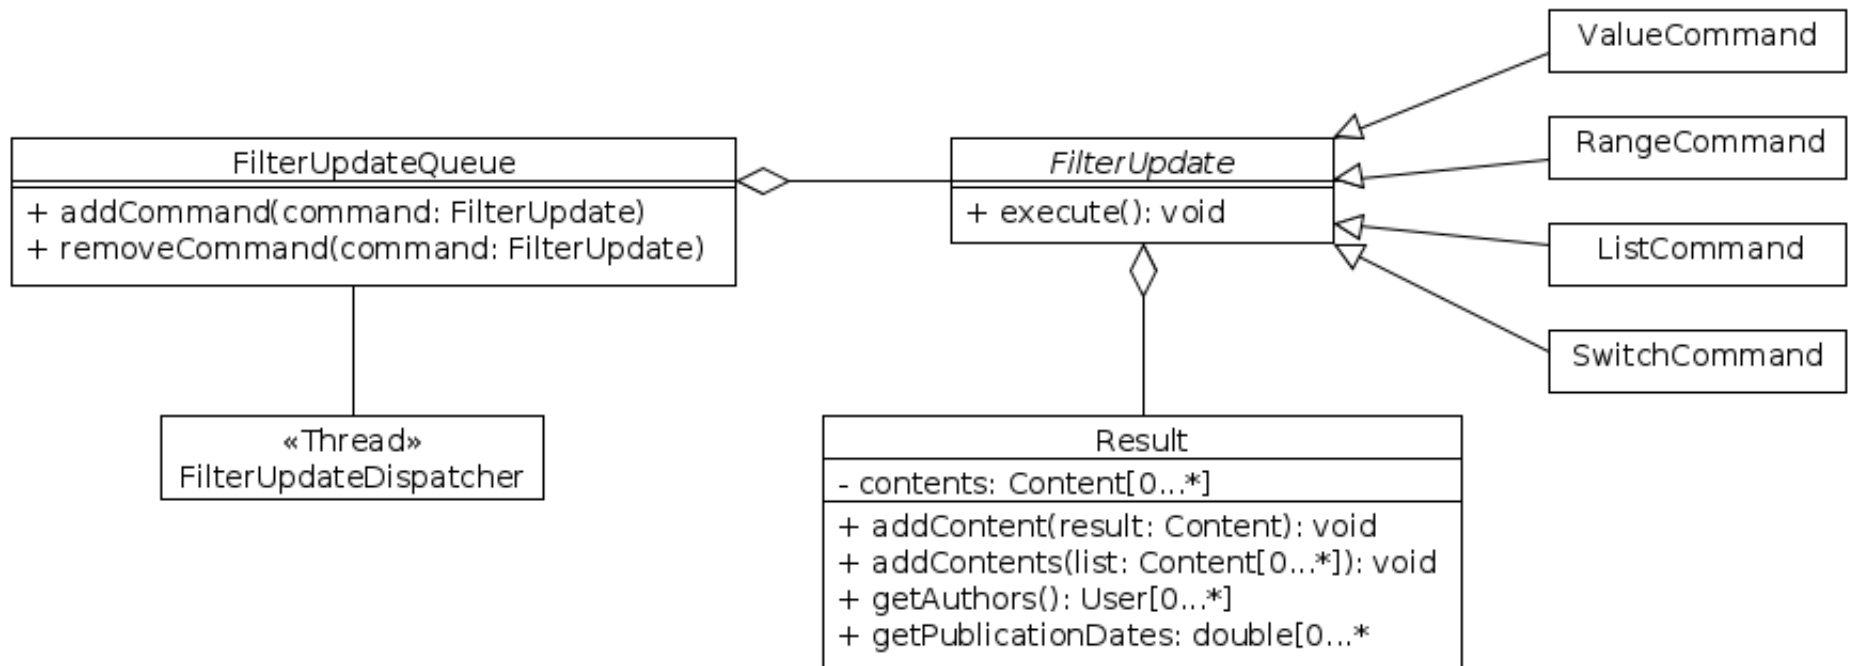 ValueCommand
RangeCommand
ListCommand
SwitchCommand
FilterUpdateQueue
+ addCommand(command: FilterUpdate)
+ removeCommand(command: FilterUpdate)
FilterUpdate
+ execute(): void
«Thread»
FilterUpdateDispatcher
Result
- contents: Content[0...*]
+ addContent(result: Content): void
+ addContents(list: Content[0...*]): void
+ getAuthors(): User[0...*]
+ getPublicationDates: double[0...*